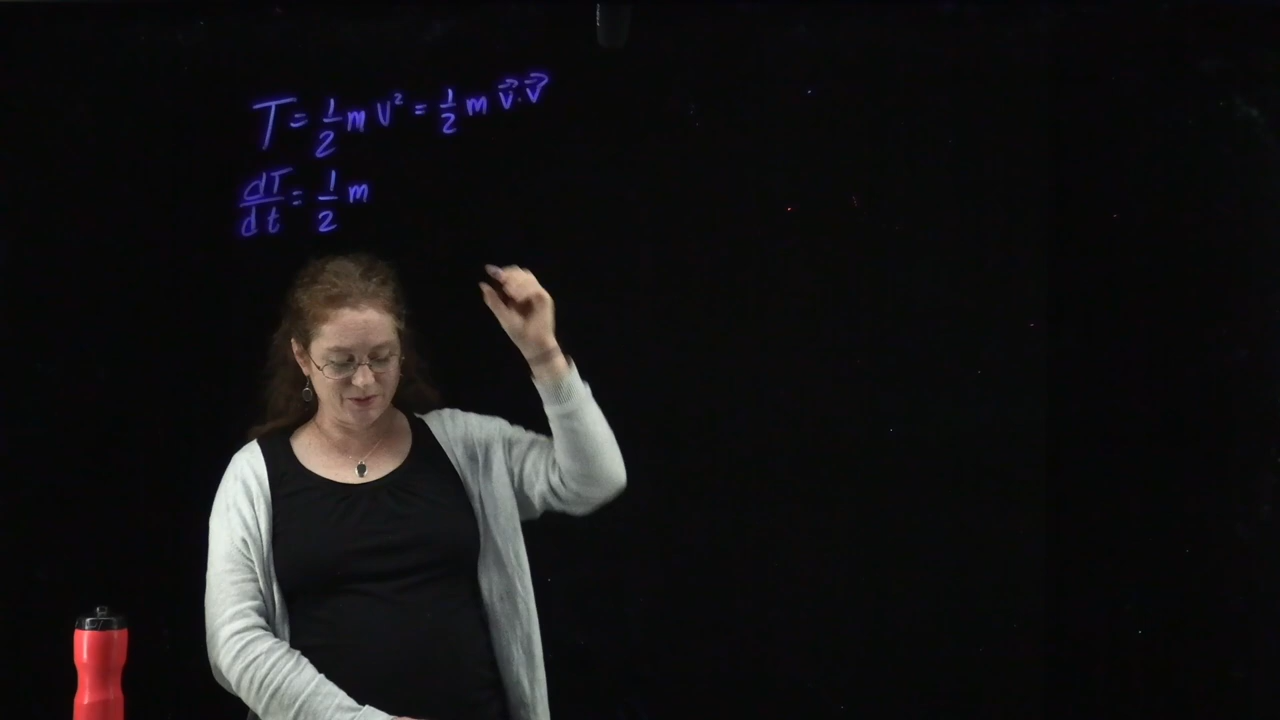 T = 1/2 m v² = 1/2 m v⃗ · v⃗
dT/dt = 1/2 m